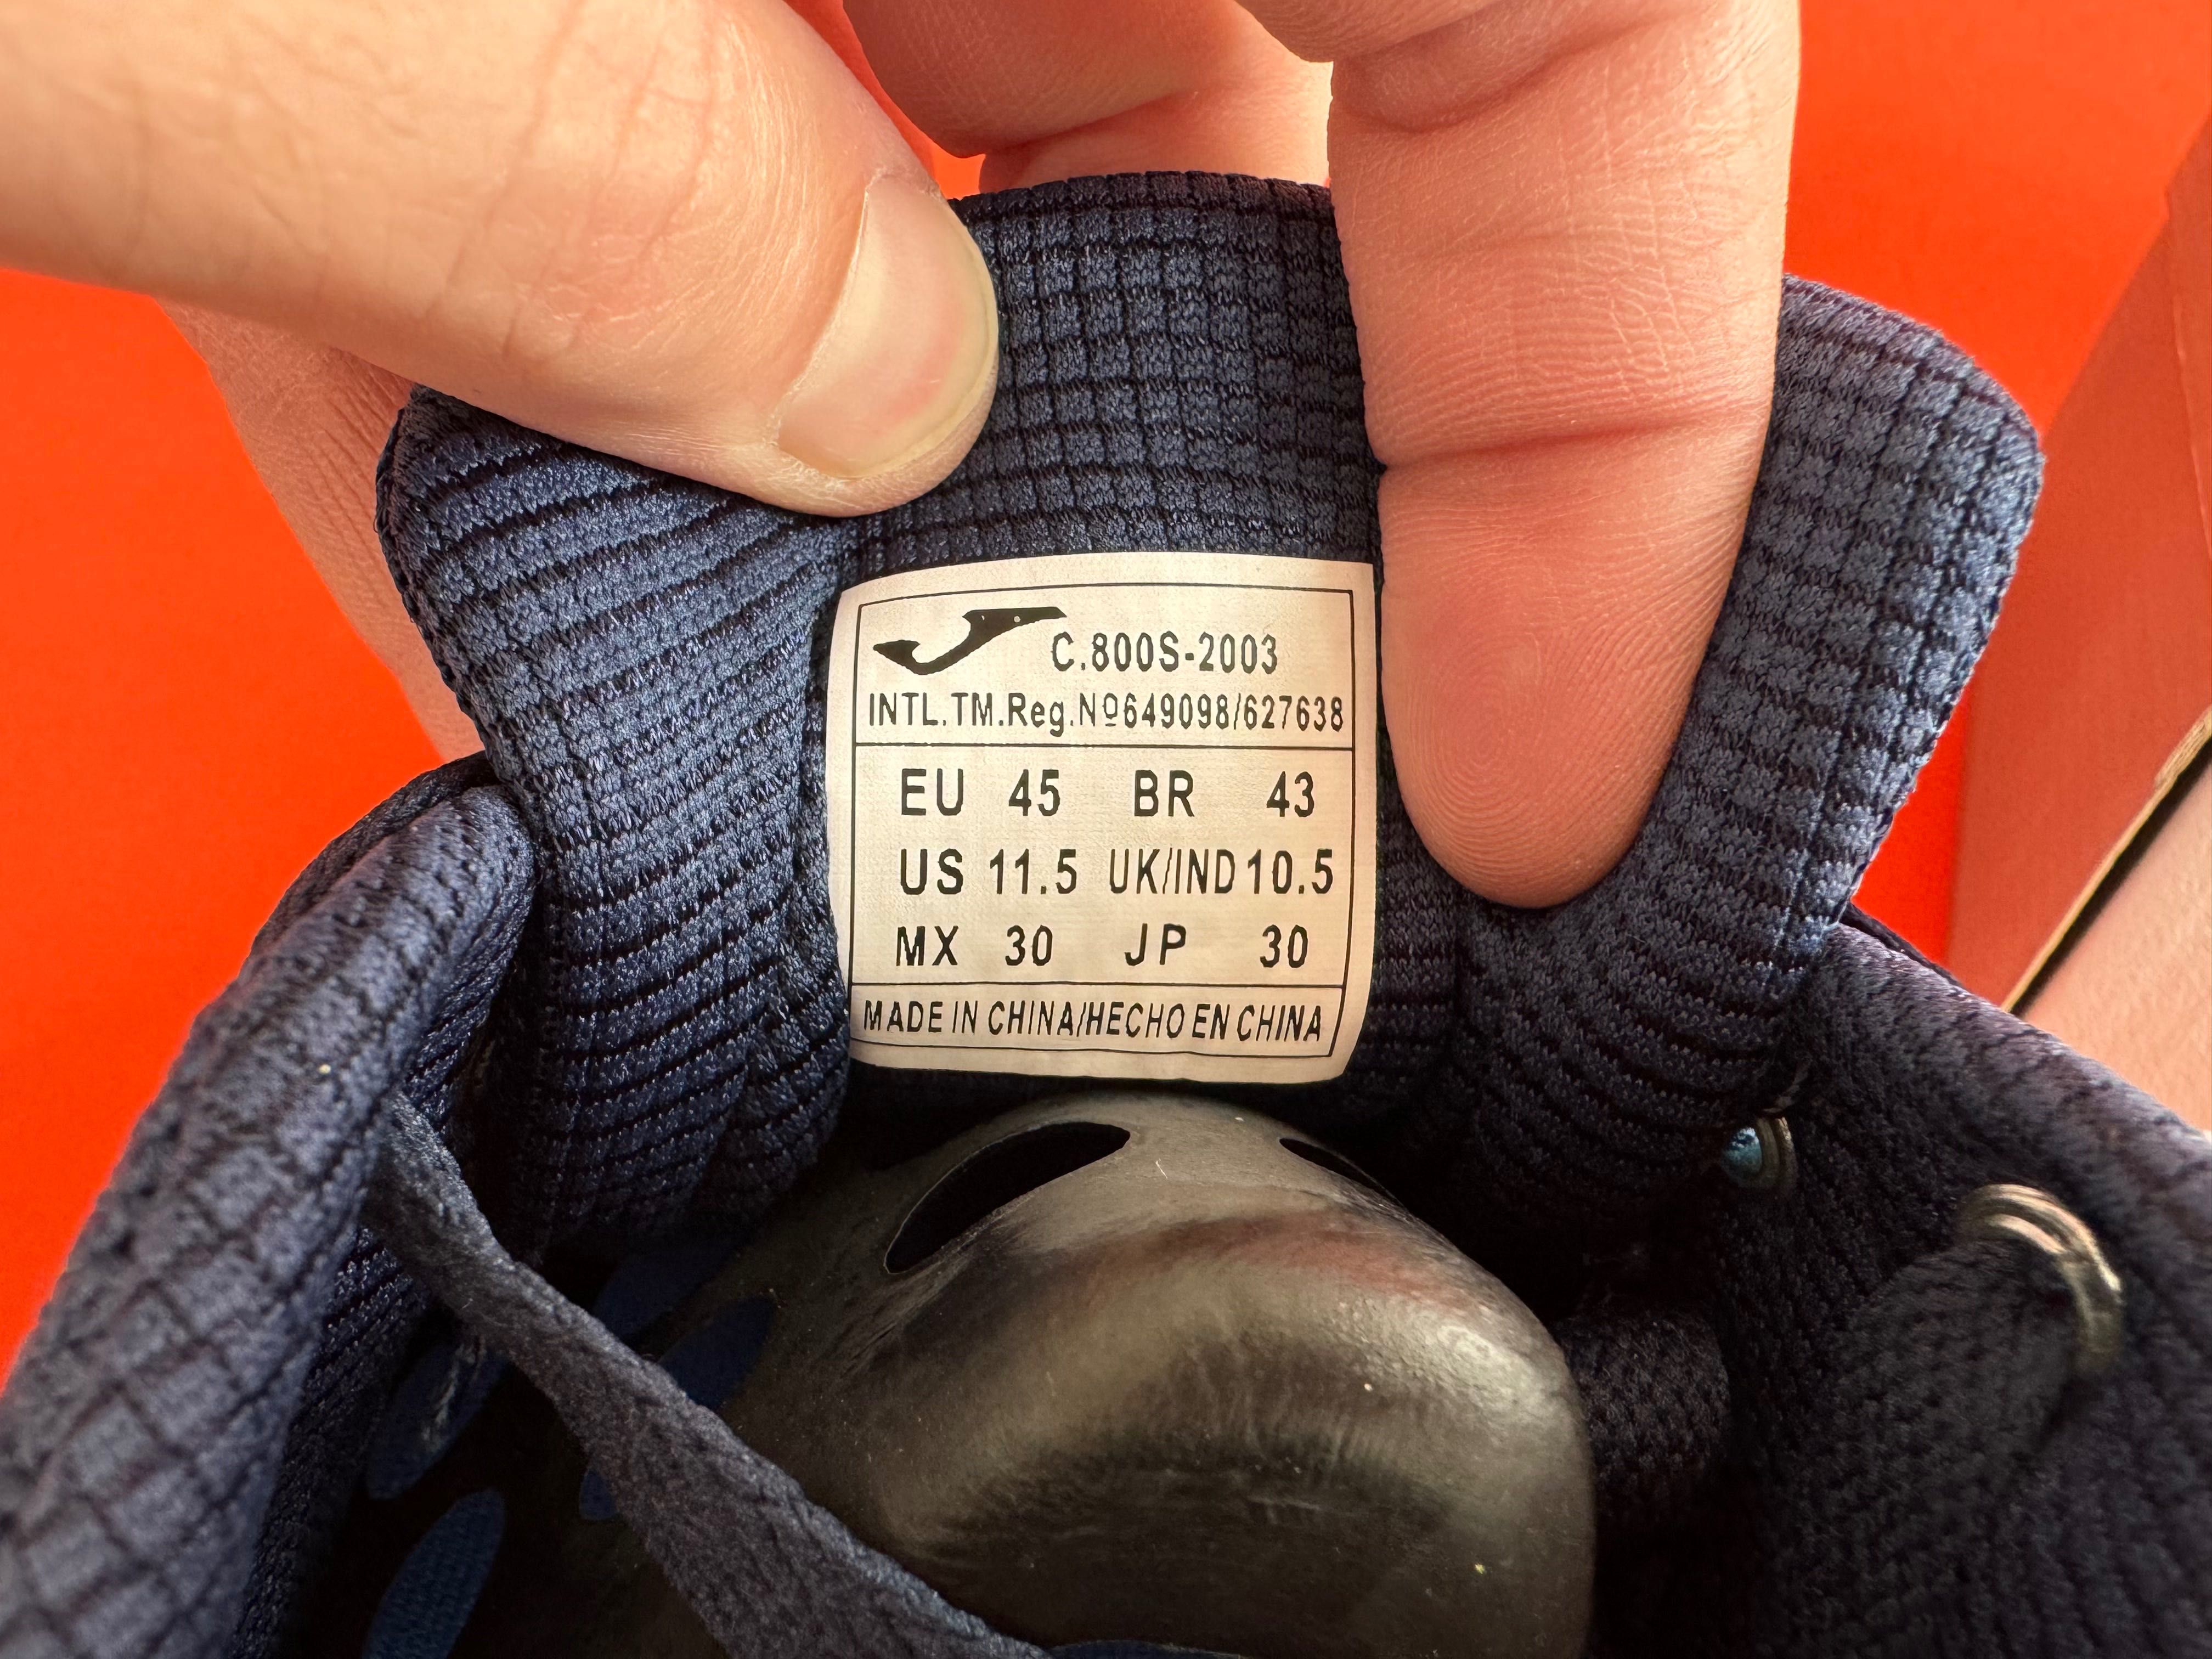 C.800S-2003
INTL.TM.Reg.Nº649098/627638
EU 45 BR 43
US 11.5 UK/IND 10.5
MX 30 JP 30
MADE IN CHINA/HECHO EN CHINA